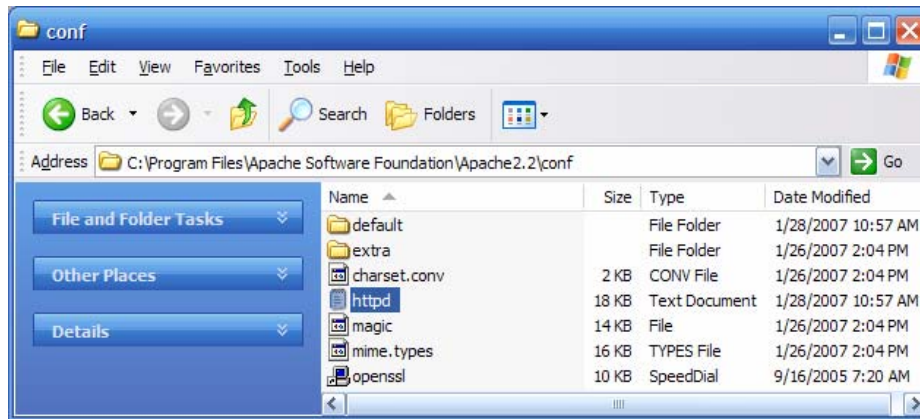 conf
File Edit View Favorites Tools Help
Back Search Folders
Address C:\Program Files\Apache Software Foundation\Apache2.2\conf Go
File and Folder Tasks
Other Places
Details
Name Size Type Date Modified
default File Folder 1/28/2007 10:57 AM
extra File Folder 1/26/2007 2:04 PM
charset.conv 2 KB CONV File 1/26/2007 2:04 PM
httpd 18 KB Text Document 1/28/2007 10:57 AM
magic 14 KB File 1/26/2007 2:04 PM
mime.types 16 KB TYPES File 1/26/2007 2:04 PM
openssl 10 KB SpeedDial 9/16/2005 7:20 AM